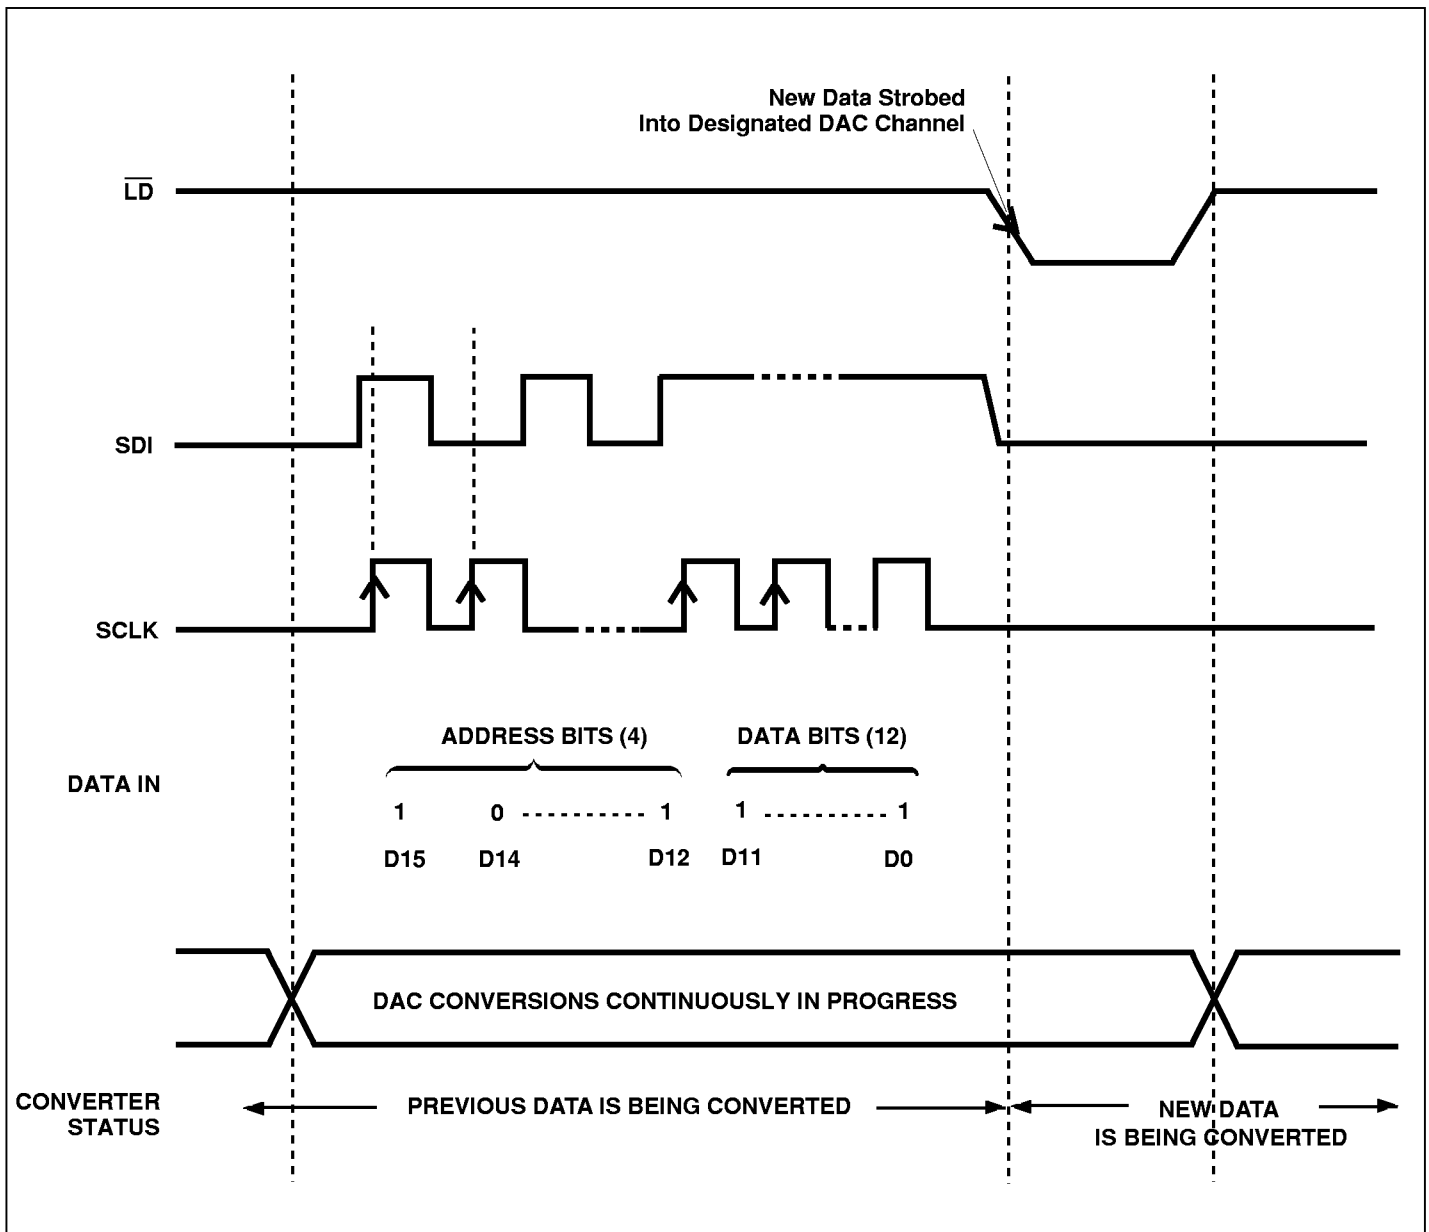 New Data Strobed
Into Designated DAC Channel
LD
SDI
SCLK
ADDRESS BITS (4) DATA BITS (12)
DATA IN
1 0 ---------- 1 1 ---------- 1
D15 D14 D12 D11 D0
DAC CONVERSIONS CONTINUOUSLY IN PROGRESS
CONVERTER
STATUS
PREVIOUS DATA IS BEING CONVERTED
NEW DATA
IS BEING CONVERTED